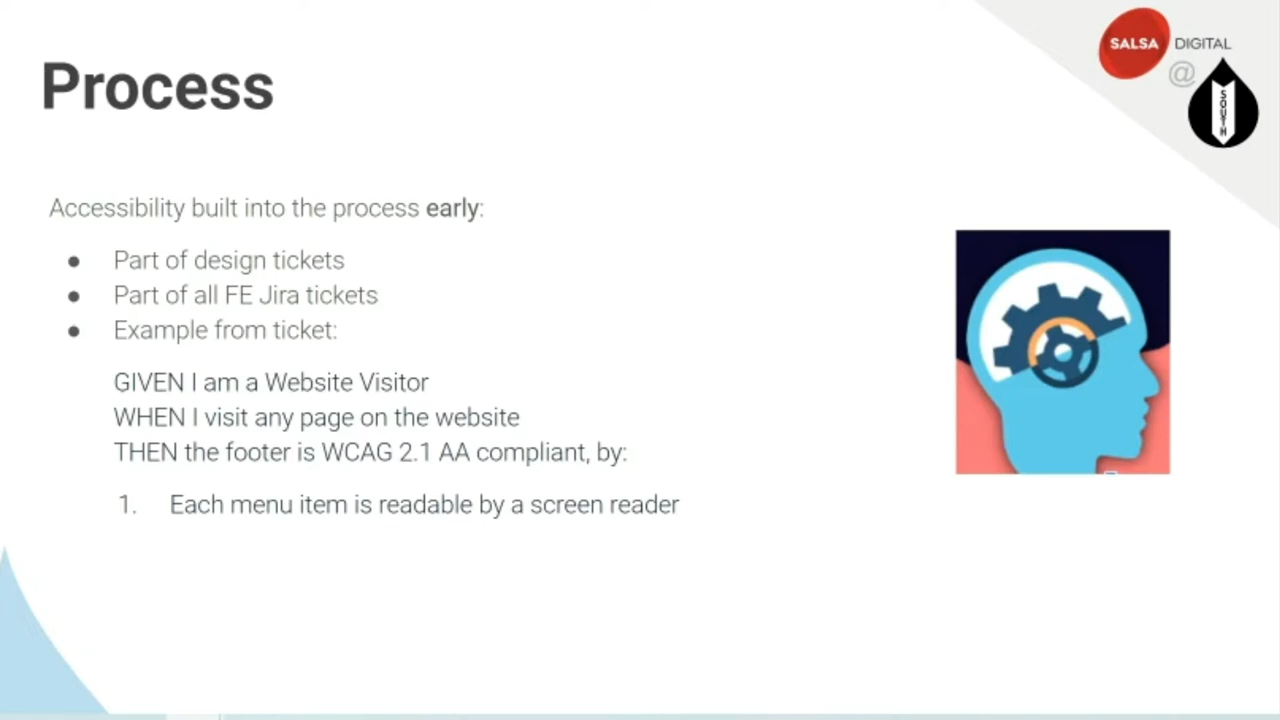 SALSA DIGITAL
@
SOUTH
Process
Accessibility built into the process early:
● Part of design tickets
● Part of all FE Jira tickets
● Example from ticket:
GIVEN I am a Website Visitor
WHEN I visit any page on the website
THEN the footer is WCAG 2.1 AA compliant, by:
1. Each menu item is readable by a screen reader